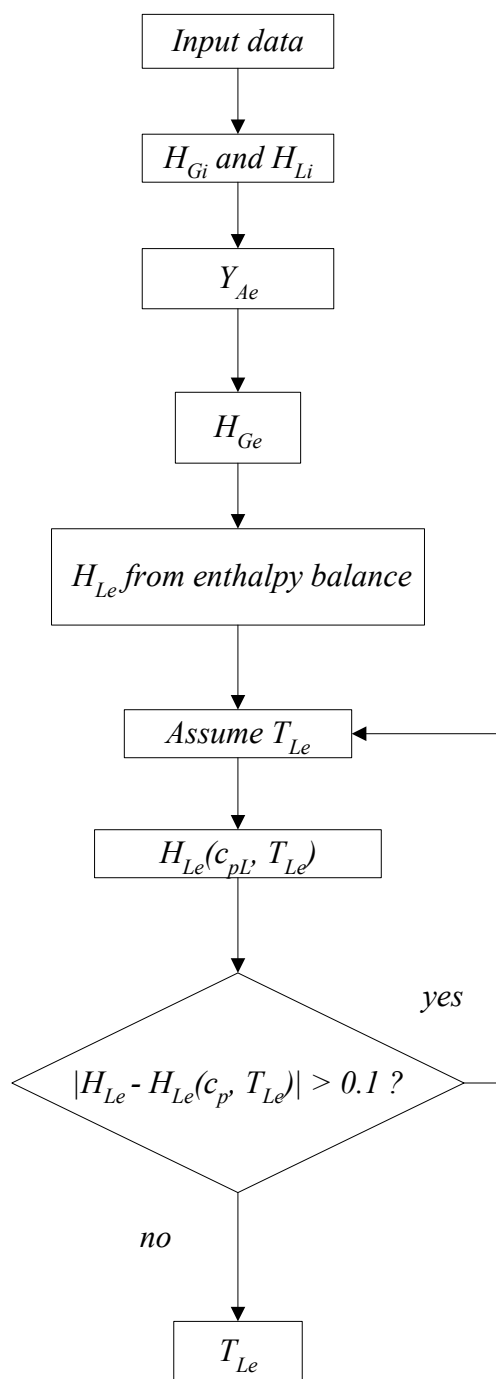 Input data
H_Gi and H_Li
Y_Ae
H_Ge
H_Le from enthalpy balance
Assume T_Le
H_Le(c_pL, T_Le)
yes
|H_Le - H_Le(c_p, T_Le)| > 0.1 ?
no
T_Le